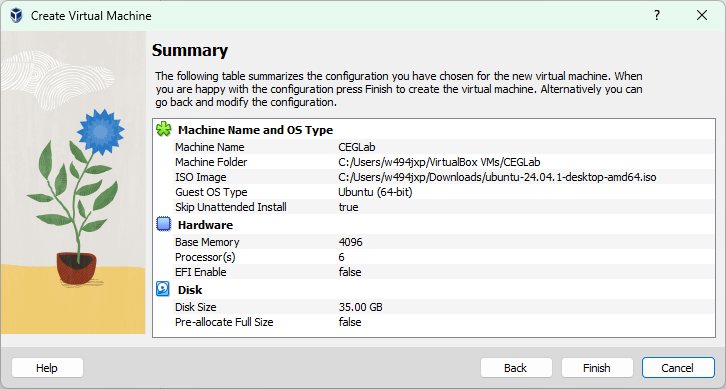 Create Virtual Machine
?
Summary
The following table summarizes the configuration you have chosen for the new virtual machine. When
you are happy with the configuration press Finish to create the virtual machine. Alternatively you can
go back and modify the configuration.
Machine Name and OS Type
Machine Name CEGLab
Machine Folder C:/Users/w494jxp/VirtualBox VMs/CEGLab
ISO Image C:/Users/w494jxp/Downloads/ubuntu-24.04.1-desktop-amd64.iso
Guest OS Type Ubuntu (64-bit)
Skip Unattended Install true
Hardware
Base Memory 4096
Processor(s) 6
EFI Enable false
Disk
Disk Size 35.00 GB
Pre-allocate Full Size false
Help Back Finish Cancel